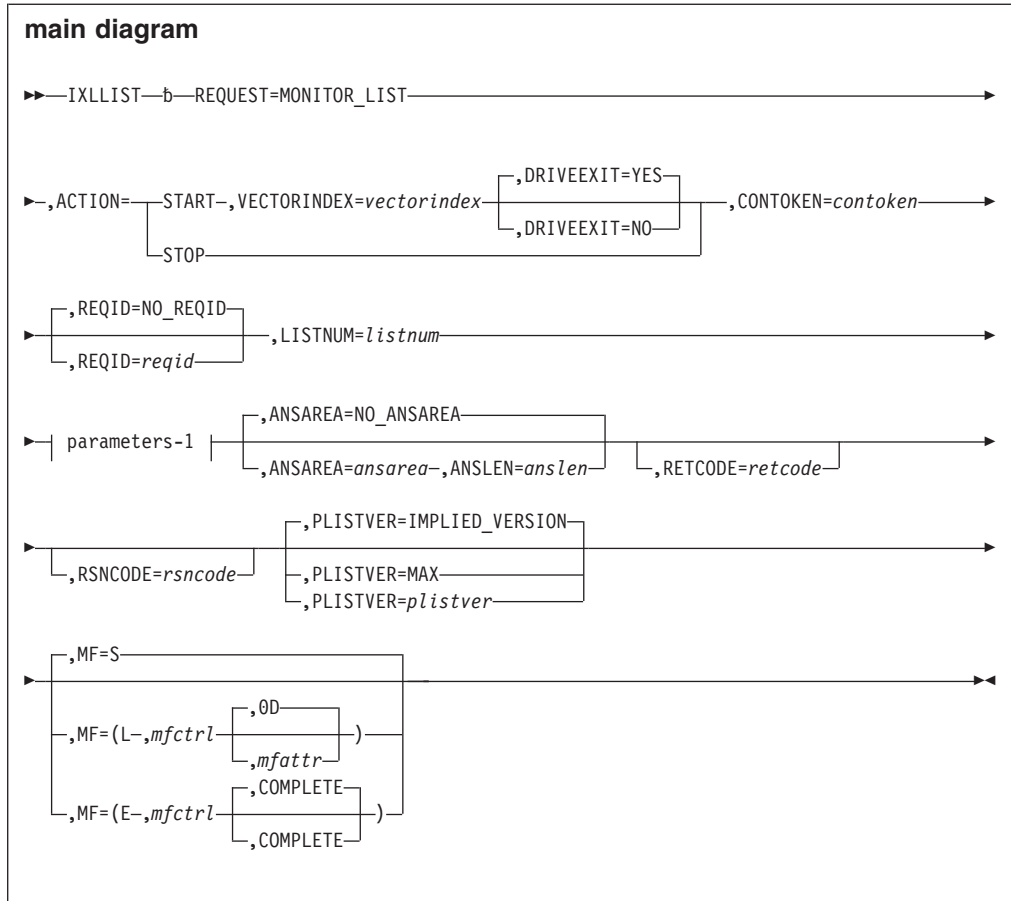 main diagram
IXLLIST ƀ REQUEST=MONITOR_LIST
,DRIVEEXIT=YES
,ACTION= START ,VECTORINDEX=vectorindex ,CONTOKEN=contoken
,DRIVEEXIT=NO
STOP
,REQID=NO_REQID
,LISTNUM=listnum
,REQID=reqid
,ANSAREA=NO_ANSAREA
parameters-1
,ANSAREA=ansarea ,ANSLEN=anslen ,RETCODE=retcode
,PLISTVER=IMPLIED_VERSION
,RSNCODE=rsncode ,PLISTVER=MAX
,PLISTVER=plistver
,MF=S
,0D
,MF=(L ,mfctrl )
,mfattr
,COMPLETE
,MF=(E ,mfctrl )
,COMPLETE